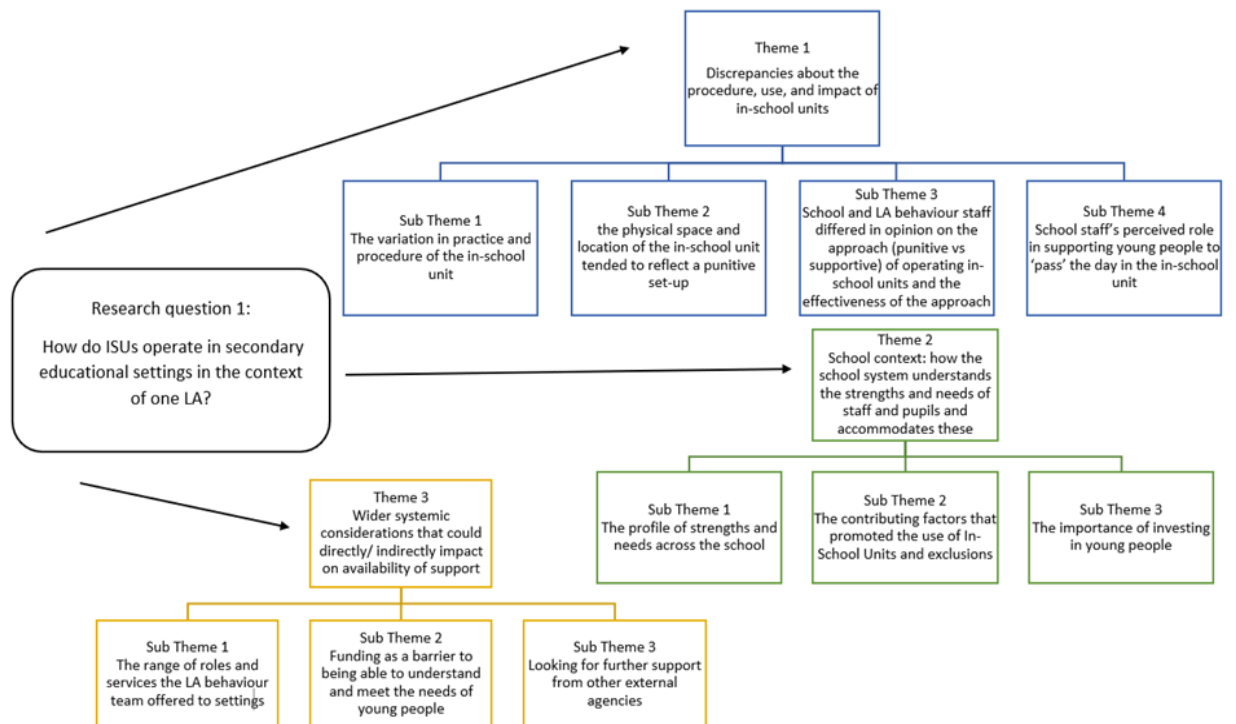 Theme 1
Discrepancies about the
procedure, use, and impact of
in-school units
Sub Theme 1
The variation in practice and
procedure of the in-school
unit
Sub Theme 2
the physical space and
location of the in-school unit
tended to reflect a punitive
set-up
Sub Theme 3
School and LA behaviour staff
differed in opinion on the
approach (punitive vs
supportive) of operating in-
school units and the
effectiveness of the approach
Sub Theme 4
School staff's perceived role
in supporting young people to
‘pass’ the day in the in-school
unit
Research question 1:
How do ISUs operate in secondary
educational settings in the context
of one LA?
Theme 2
School context: how the
school system understands
the strengths and needs of
staff and pupils and
accommodates these
Sub Theme 1
The profile of strengths and
needs across the school
Sub Theme 2
The contributing factors that
promoted the use of In-
School Units and exclusions
Sub Theme 3
The importance of investing
in young people
Theme 3
Wider systemic
considerations that could
directly/ indirectly impact
on availability of support
Sub Theme 1
The range of roles and
services the LA behaviour
team offered to settings
Sub Theme 2
Funding as a barrier to
being able to understand
and meet the needs of
young people
Sub Theme 3
Looking for further support
from other external
agencies